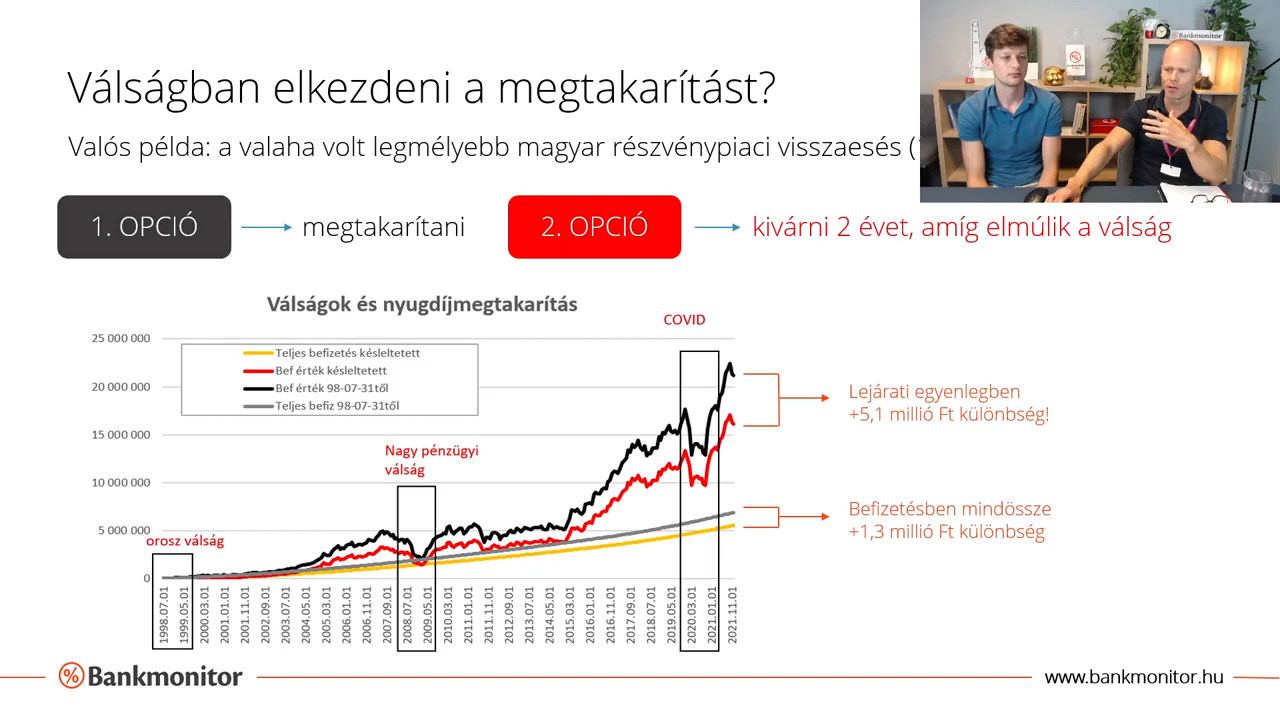 Válságban elkezdeni a megtakarítást?
Valós példa: a valaha volt legmélyebb magyar részvénypiaci visszaesés (
1. OPCIÓ
megtakarítani
2. OPCIÓ
kivárni 2 évet, amíg elmúlik a válság
Válságok és nyugdíjmegtakarítás
COVID
25 000 000
20 000 000
15 000 000
10 000 000
5 000 000
0
Teljes befizetés késleltetett
Bef érték késleltetett
Bef érték 98-07-31től
Teljes befiz 98-07-31től
Nagy pénzügyi
válság
orosz válság
Lejárati egyenlegben
+5,1 millió Ft különbség!
Befizetésben mindössze
+1,3 millió Ft különbség
1998.07.01
1999.05.01
2000.03.01
2001.01.01
2001.11.01
2002.09.01
2003.07.01
2004.05.01
2005.03.01
2006.01.01
2006.11.01
2007.09.01
2008.07.01
2009.05.01
2010.03.01
2011.01.01
2011.11.01
2012.09.01
2013.07.01
2014.05.01
2015.03.01
2016.01.01
2016.11.01
2017.09.01
2018.07.01
2019.05.01
2020.03.01
2021.01.01
2021.11.01
Bankmonitor
www.bankmonitor.hu
Bankmonitor